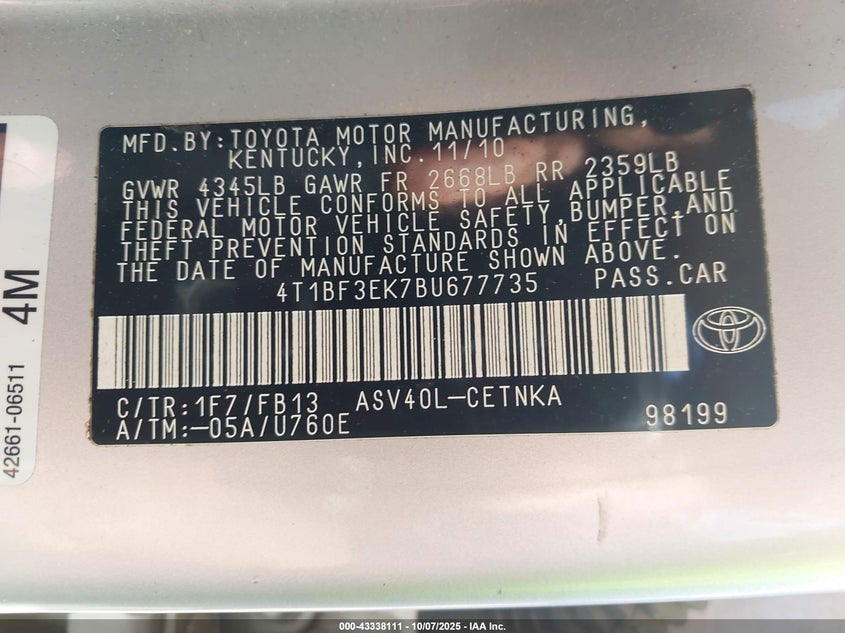 MFD.BY:TOYOTA MOTOR MANUFACTURING,
KENTUCKY,INC.11/10
GVWR 4345LB GAWR FR 2668LB RR 2359LB
THIS VEHICLE CONFORMS TO ALL APPLICABLE
FEDERAL MOTOR VEHICLE SAFETY,BUMPER,AND
THEFT PREVENTION STANDARDS IN EFFECT ON
THE DATE OF MANUFACTURE SHOWN ABOVE.
4T1BF3EK7BU677735 PASS.CAR
C/TR:1F7/FB13 ASV40L-CETNKA
A/TM:-05A/U760E 98199
42661-06511 4M
000-43338111 - 10/07/2025 - IAA Inc.